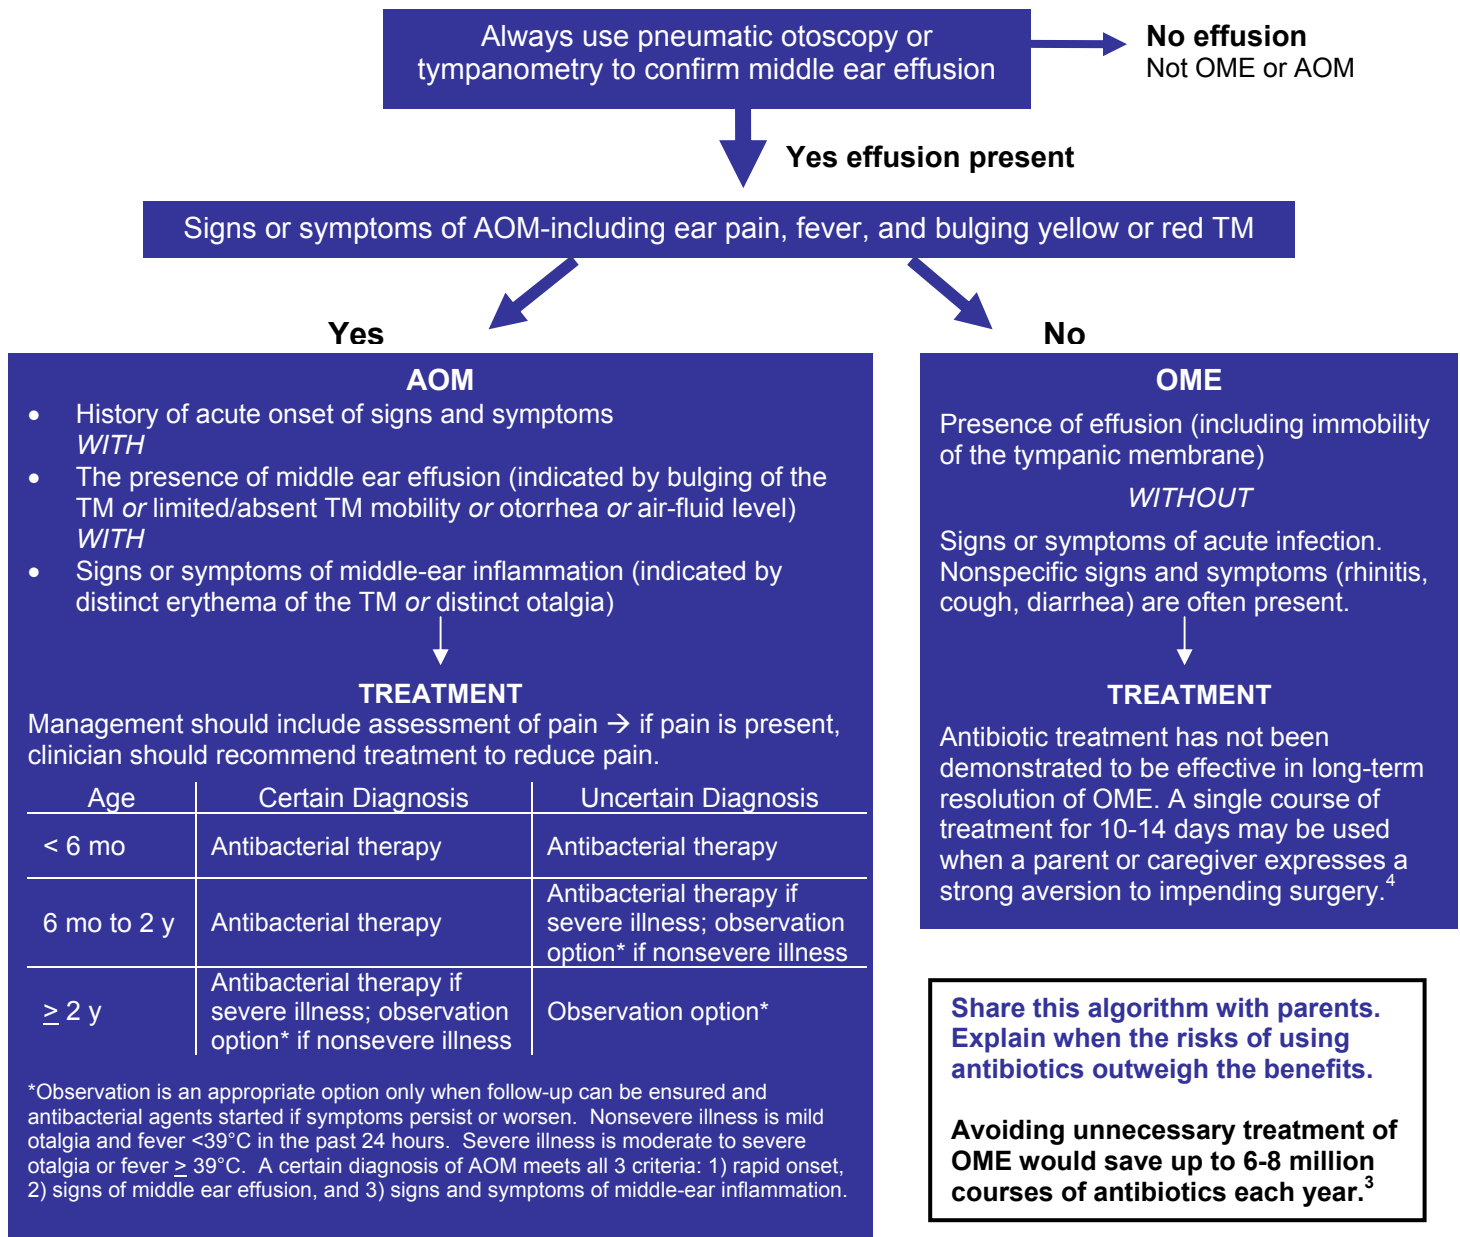 Always use pneumatic otoscopy or
tympanometry to confirm middle ear effusion
No effusion
Not OME or AOM
Yes effusion present
Signs or symptoms of AOM-including ear pain, fever, and bulging yellow or red TM
Yes
No
AOM
• History of acute onset of signs and symptoms
WITH
• The presence of middle ear effusion (indicated by bulging of the
TM or limited/absent TM mobility or otorrhea or air-fluid level)
WITH
• Signs or symptoms of middle-ear inflammation (indicated by
distinct erythema of the TM or distinct otalgia)
TREATMENT
Management should include assessment of pain → if pain is present,
clinician should recommend treatment to reduce pain.
Age Certain Diagnosis Uncertain Diagnosis
< 6 mo Antibacterial therapy Antibacterial therapy
6 mo to 2 y Antibacterial therapy
Antibacterial therapy if
severe illness; observation
option* if nonsevere illness
≥ 2 y
Antibacterial therapy if
severe illness; observation
option* if nonsevere illness
Observation option*
*Observation is an appropriate option only when follow-up can be ensured and
antibacterial agents started if symptoms persist or worsen. Nonsevere illness is mild
otalgia and fever <39°C in the past 24 hours. Severe illness is moderate to severe
otalgia or fever ≥ 39°C. A certain diagnosis of AOM meets all 3 criteria: 1) rapid onset,
2) signs of middle ear effusion, and 3) signs and symptoms of middle-ear inflammation.
OME
Presence of effusion (including immobility
of the tympanic membrane)
WITHOUT
Signs or symptoms of acute infection.
Nonspecific signs and symptoms (rhinitis,
cough, diarrhea) are often present.
TREATMENT
Antibiotic treatment has not been
demonstrated to be effective in long-term
resolution of OME. A single course of
treatment for 10-14 days may be used
when a parent or caregiver expresses a
strong aversion to impending surgery.4
Share this algorithm with parents.
Explain when the risks of using
antibiotics outweigh the benefits.
Avoiding unnecessary treatment of
OME would save up to 6-8 million
courses of antibiotics each year.3